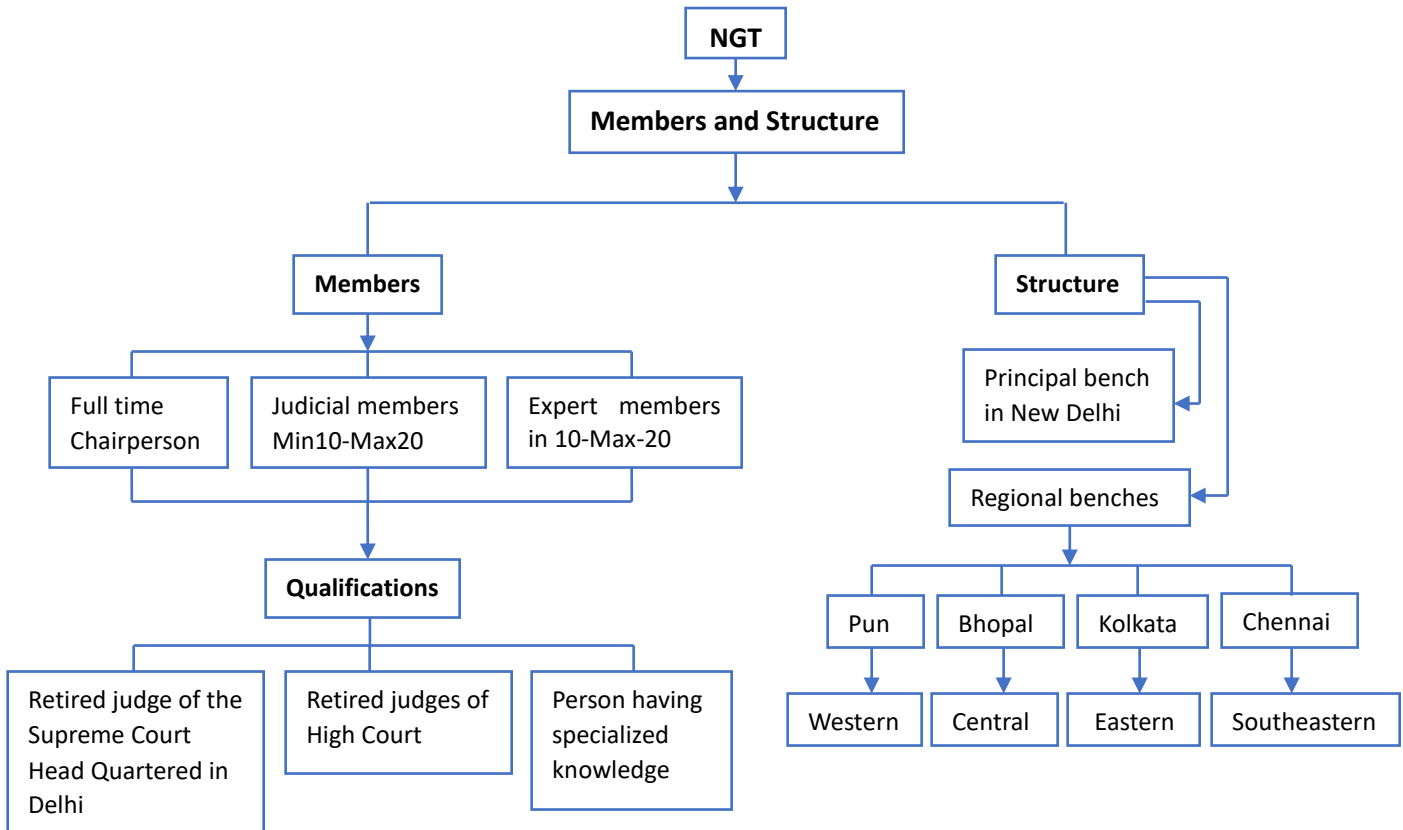 NGT
Members and Structure
Members
Structure
Full time
Chairperson
Judicial members
Min10-Max20
Expert members
in 10-Max-20
Principal bench
in New Delhi
Regional benches
Qualifications
Pun
Bhopal
Kolkata
Chennai
Retired judge of the
Supreme Court
Head Quartered in
Delhi
Retired judges of
High Court
Person having
specialized
knowledge
Western
Central
Eastern
Southeastern